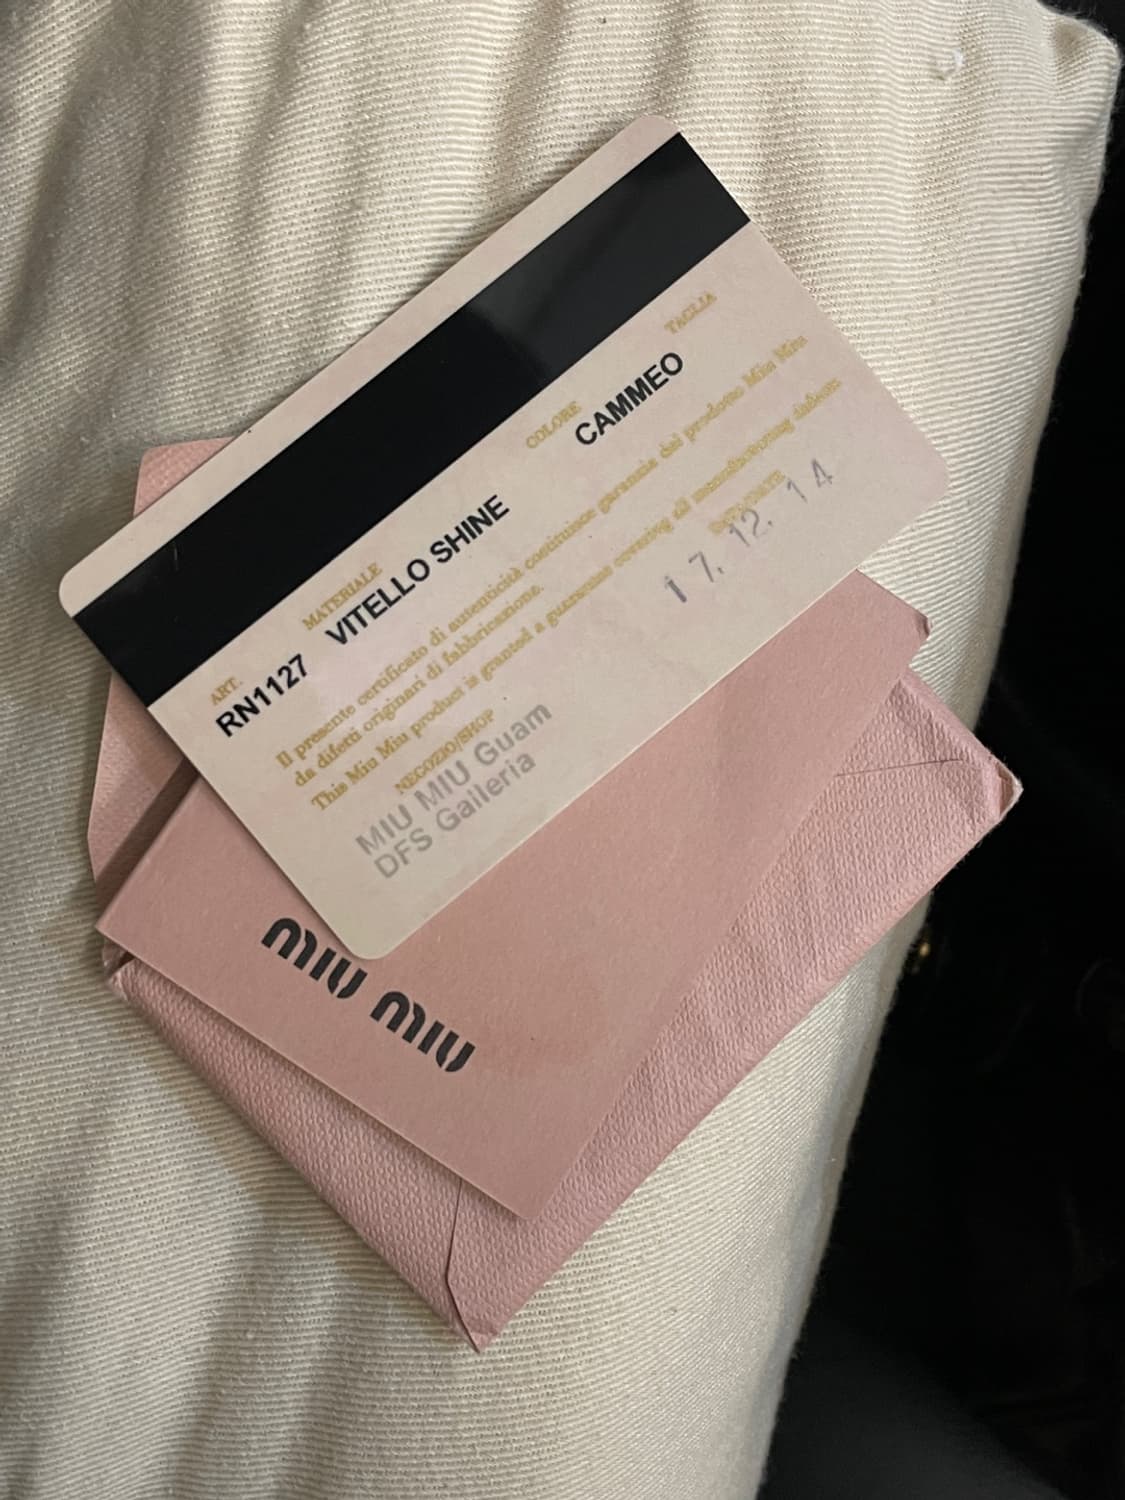 ART. MATERIALE COLORE TAGLIA
RN1127 VITELLO SHINE CAMMEO
Il presente certificato di autenticità costituisce garanzia del prodotto Miu Miu
da difetti originari di fabbricazione.
This Miu Miu product is granted a guarantee covering all manufacturing defects
NEGOZIO/SHOP DATA/DATE
MIU MIU Guam
DFS Galleria
17. 12. 14
MIU MIU